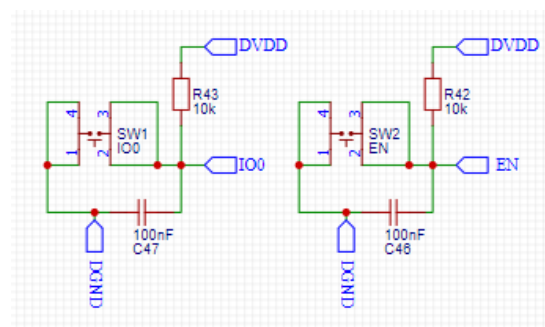 DVDD
R43
10k
4
3
SW1
IO0
1
2
IO0
100nF
C47
DGND
DVDD
R42
10k
4
3
SW2
EN
1
2
EN
100nF
C46
DGND